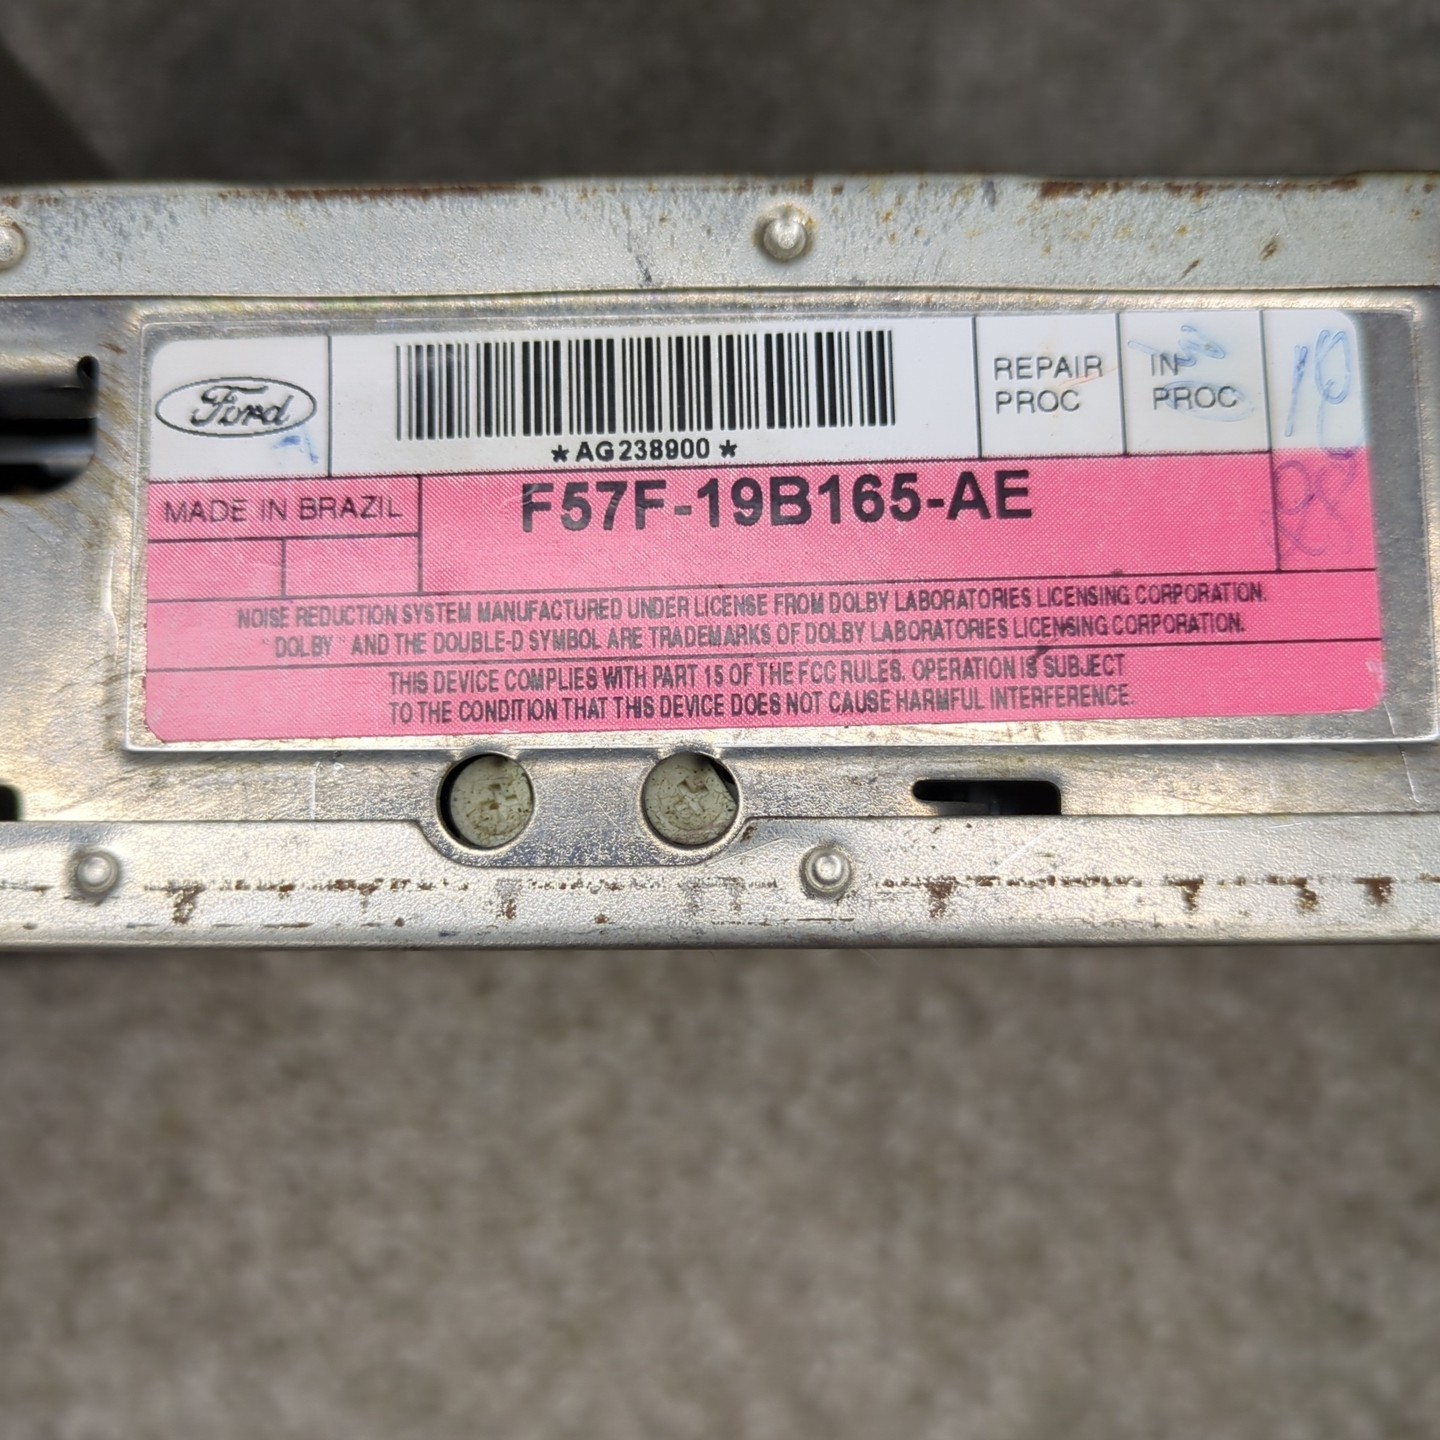 Ford
REPAIR PROC
IN PROC
*AG238900*
MADE IN BRAZIL
F57F-19B165-AE
NOISE REDUCTION SYSTEM MANUFACTURED UNDER LICENSE FROM DOLBY LABORATORIES LICENSING CORPORATION.
"DOLBY" AND THE DOUBLE-D SYMBOL ARE TRADEMARKS OF DOLBY LABORATORIES LICENSING CORPORATION.
THIS DEVICE COMPLIES WITH PART 15 OF THE FCC RULES. OPERATION IS SUBJECT
TO THE CONDITION THAT THIS DEVICE DOES NOT CAUSE HARMFUL INTERFERENCE.